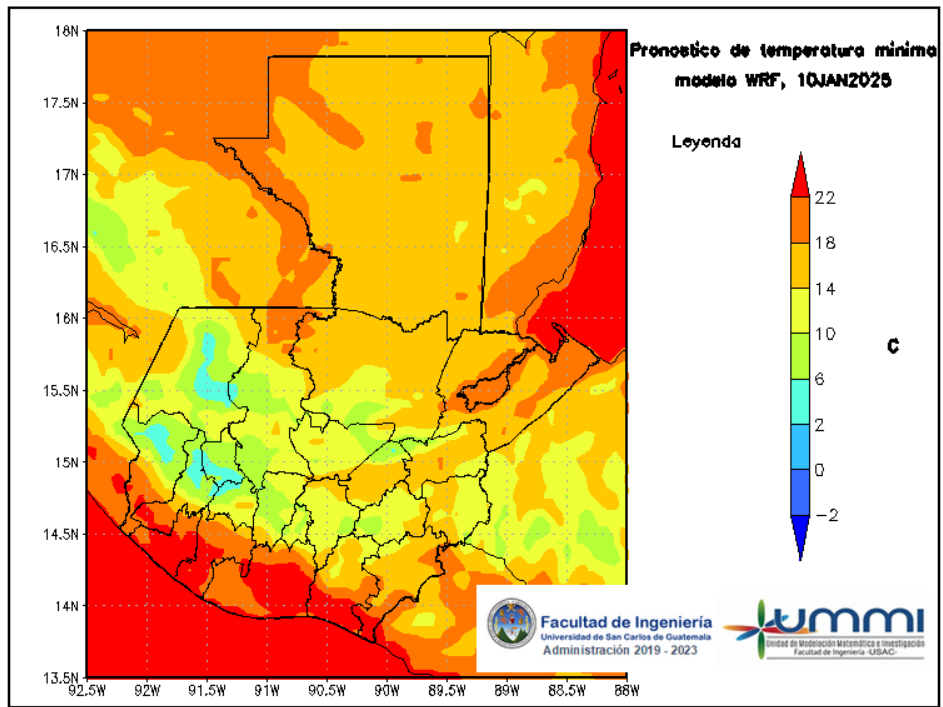 Pronostico de temperatura minima
modelo WRF, 10JAN2025
Leyenda
22
18
14
10
6
2
0
−2
C
18N
17.5N
17N
16.5N
16N
15.5N
15N
14.5N
14N
13.5N
92.5W 92W 91.5W 91W 90.5W 90W 89.5W 89W 88.5W 88W
Facultad de Ingeniería
Universidad de San Carlos de Guatemala
Administración 2019 - 2023
UMMI
Unidad de Modelación Matemática e Investigación
Facultad de Ingeniería -USAC-